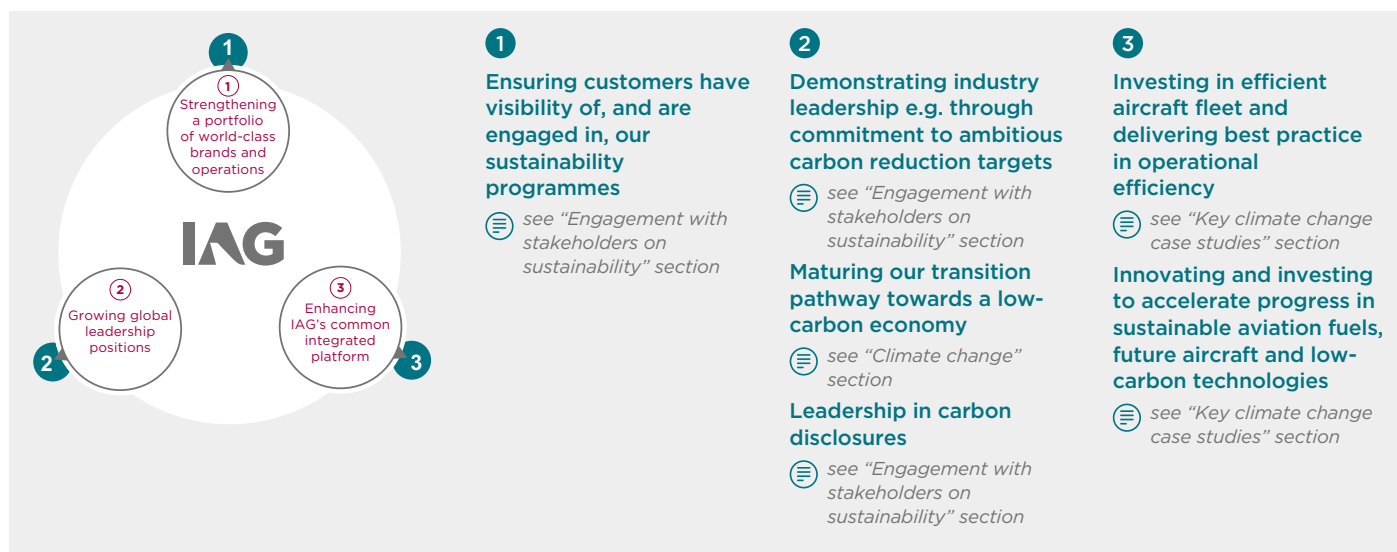 1
1
Strengthening
a portfolio
of world-class
brands and
operations
IAG
2
Growing global
leadership
positions
2
3
Enhancing
IAG's common
integrated
platform
3
1
Ensuring customers have
visibility of, and are
engaged in, our
sustainability
programmes
see “Engagement with
stakeholders on
sustainability” section
2
Demonstrating industry
leadership e.g. through
commitment to ambitious
carbon reduction targets
see “Engagement with
stakeholders on
sustainability” section
Maturing our transition
pathway towards a low-
carbon economy
see “Climate change”
section
Leadership in carbon
disclosures
see “Engagement with
stakeholders on
sustainability” section
3
Investing in efficient
aircraft fleet and
delivering best practice
in operational
efficiency
see “Key climate change
case studies” section
Innovating and investing
to accelerate progress in
sustainable aviation fuels,
future aircraft and low-
carbon technologies
see “Key climate change
case studies” section